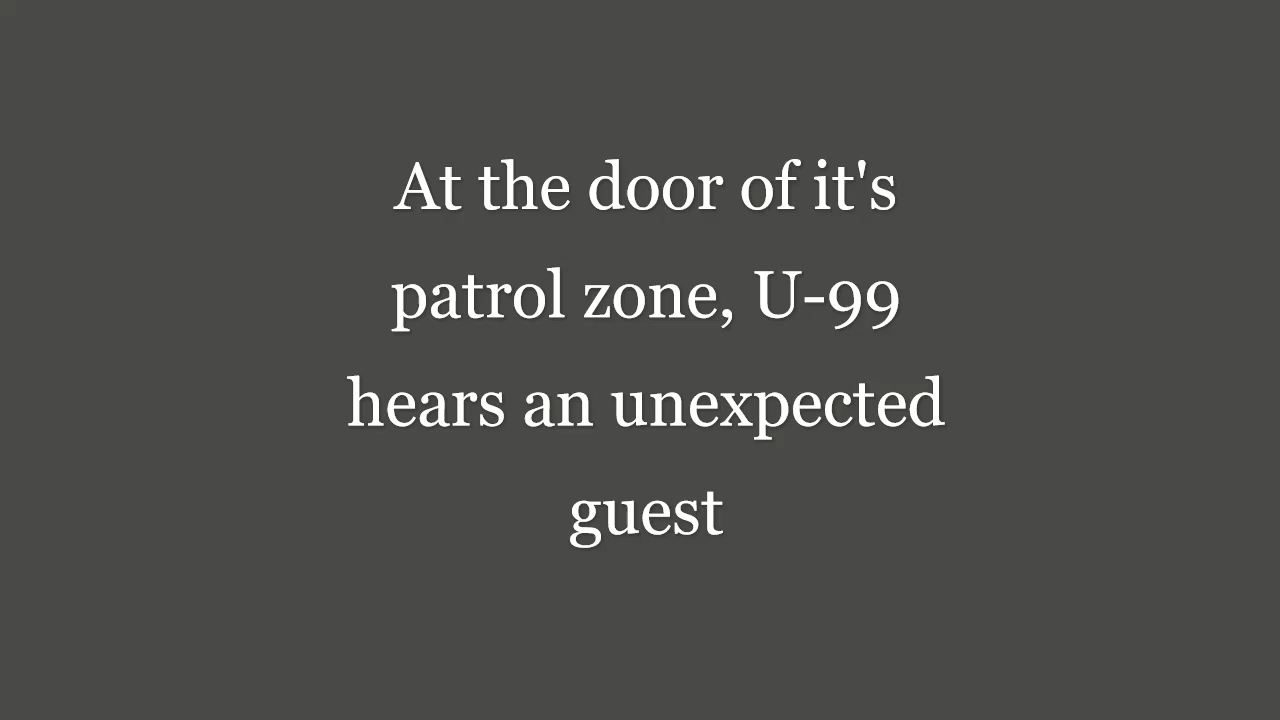 At the door of it's
patrol zone, U-99
hears an unexpected
guest